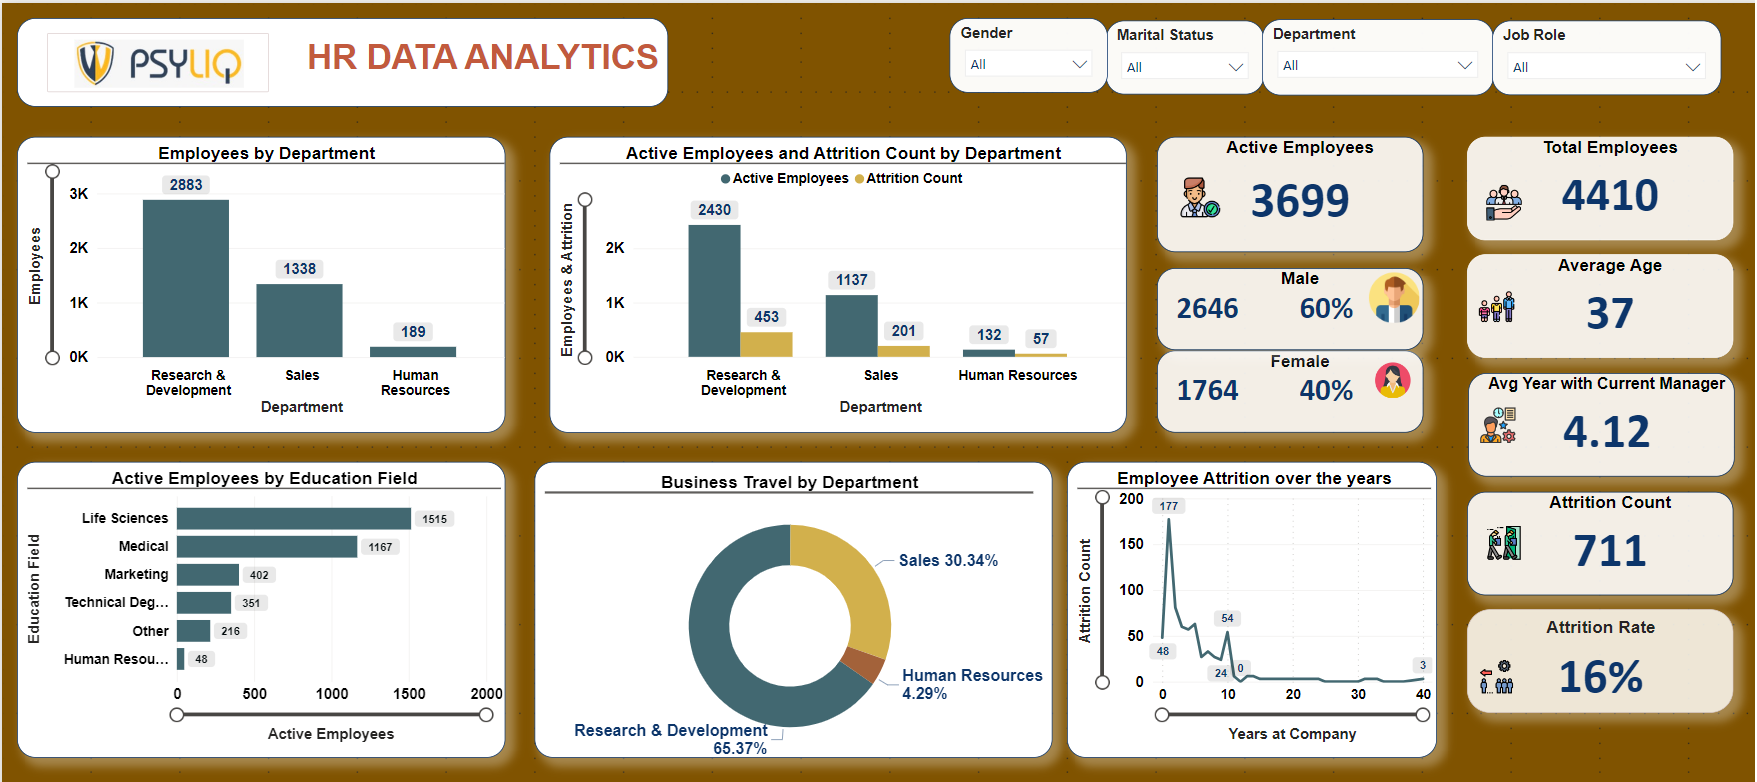 PSYLIQ
HR DATA ANALYTICS
Gender
All
Marital Status
All
Department
All
Job Role
All
Employees by Department
Employees
3K
2K
1K
0K
2883
1338
189
Research &
Development
Sales
Human
Resources
Department
Active Employees and Attrition Count by Department
Active Employees
Attrition Count
Employees & Attrition
2K
1K
0K
2430
453
1137
201
132
57
Research &
Development
Sales
Human Resources
Department
Active Employees
3699
Male
2646
60%
Female
1764
40%
Total Employees
4410
Average Age
37
Avg Year with Current Manager
4.12
Attrition Count
711
Attrition Rate
16%
Active Employees by Education Field
Education Field
Life Sciences
1515
Medical
1167
Marketing
402
Technical Deg...
351
Other
216
Human Resou...
48
0
500
1000
1500
2000
Active Employees
Business Travel by Department
Sales 30.34%
Human Resources
4.29%
Research & Development
65.37%
Employee Attrition over the years
Attrition Count
200
150
100
50
0
177
48
54
24
0
3
0
10
20
30
40
Years at Company